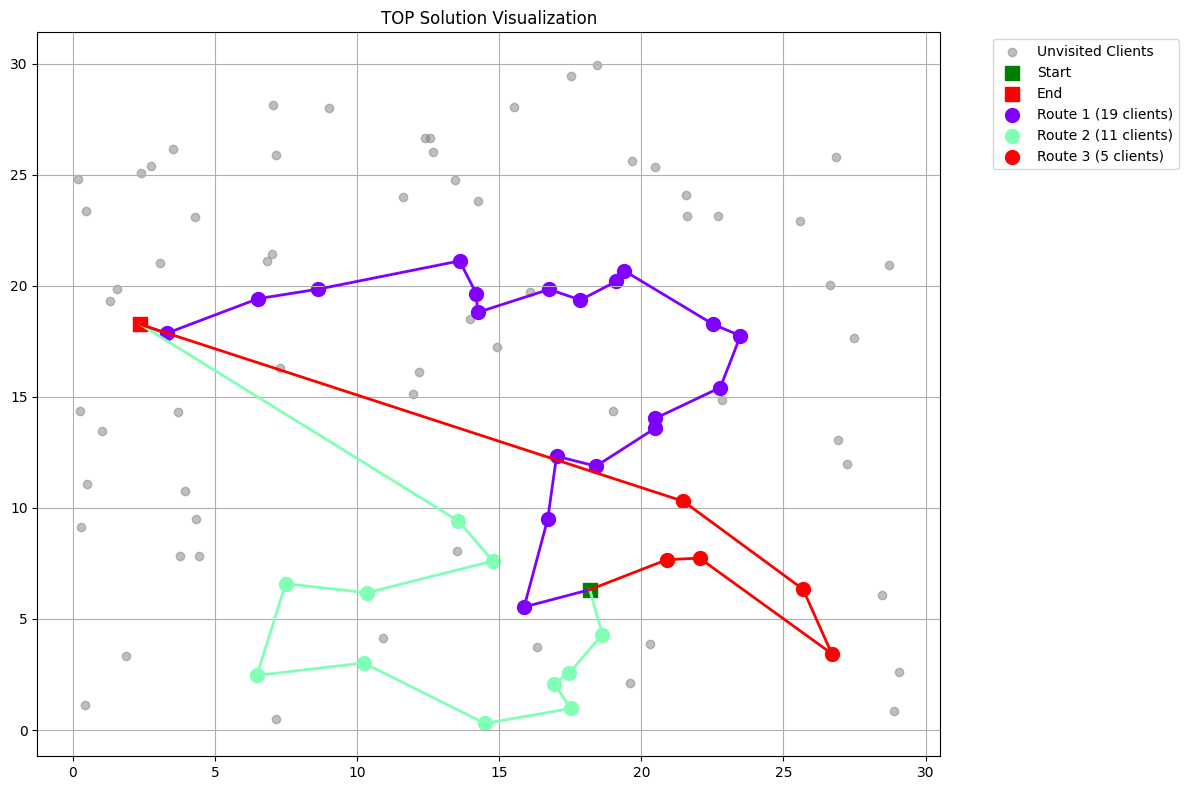 TOP Solution Visualization
30
25
20
15
10
5
0
0 5 10 15 20 25 30
Unvisited Clients
Start
End
Route 1 (19 clients)
Route 2 (11 clients)
Route 3 (5 clients)